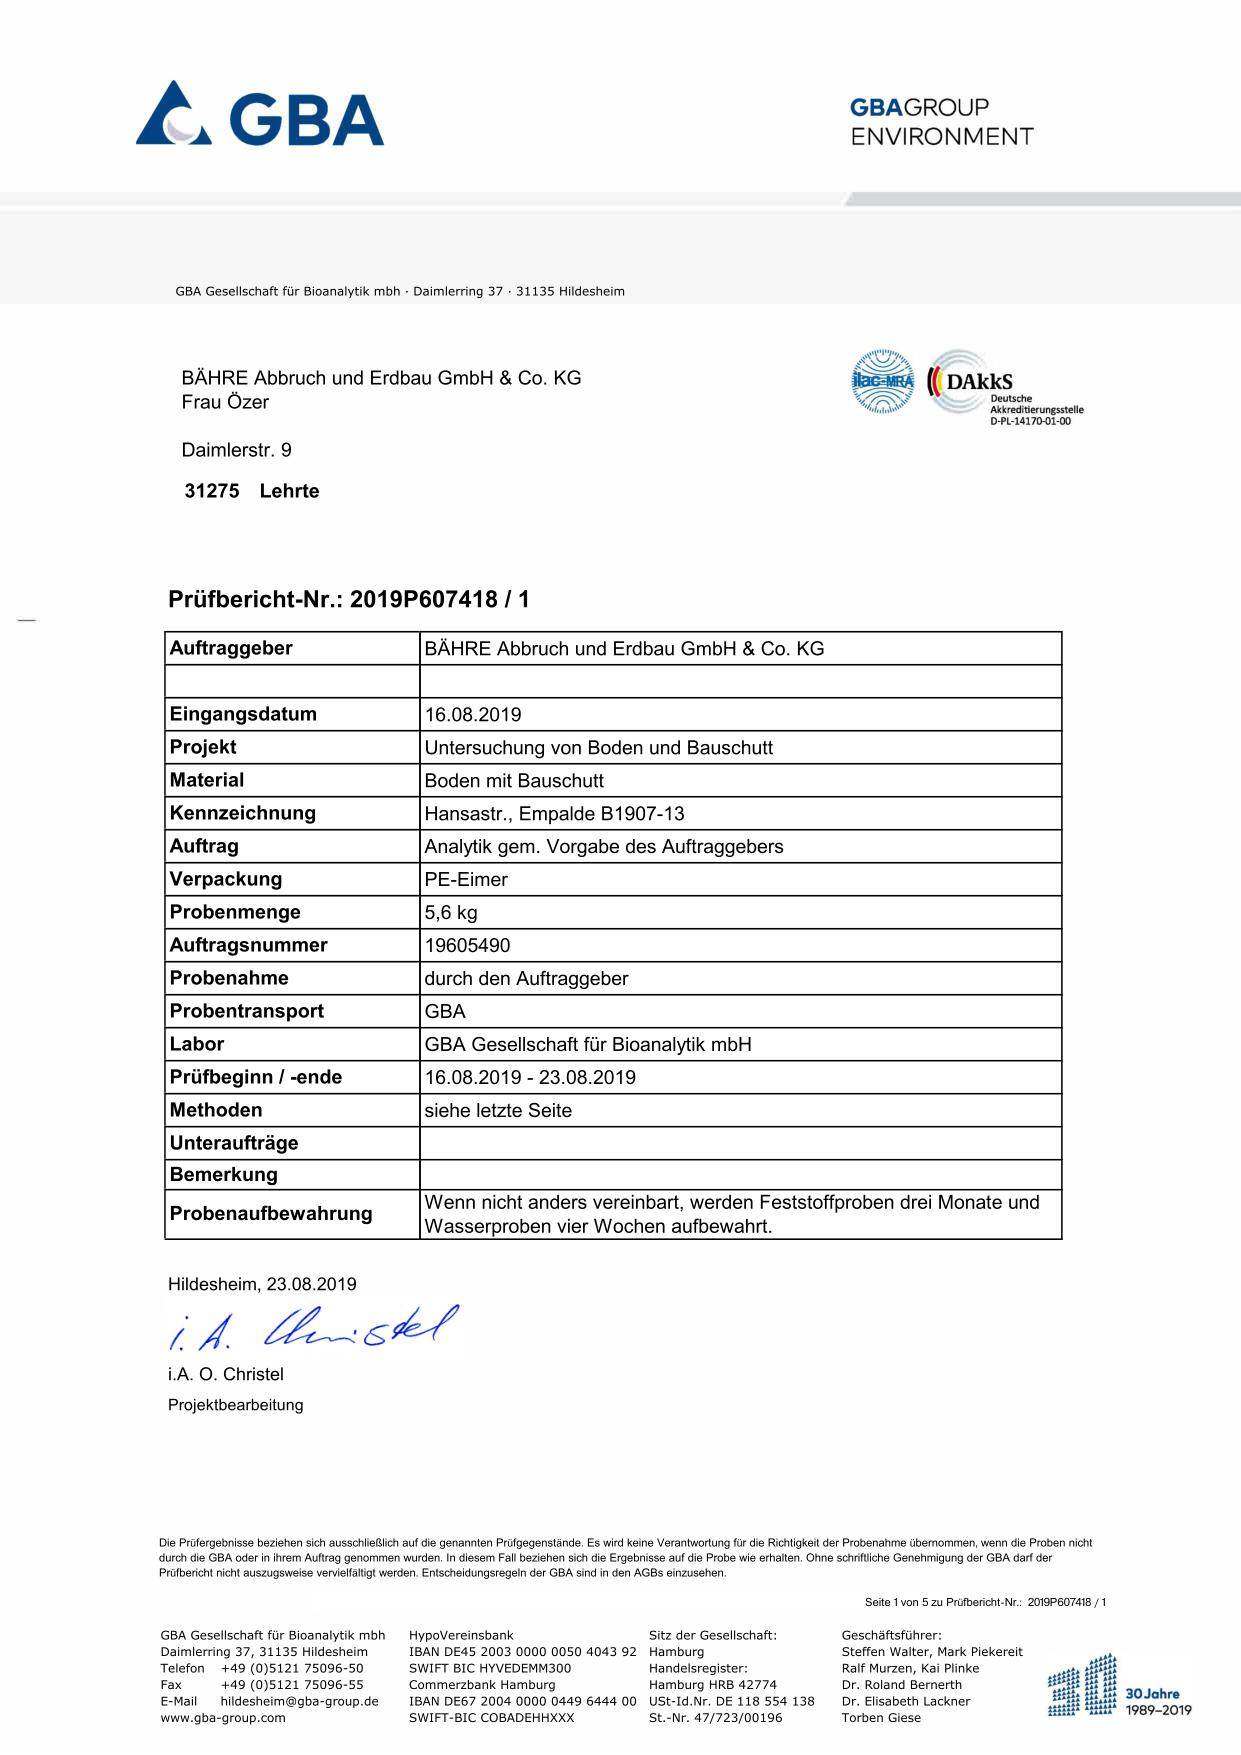 GBA
GBAGROUP
ENVIRONMENT
GBA Gesellschaft für Bioanalytik mbh · Daimlerring 37 · 31135 Hildesheim
BÄHRE Abbruch und Erdbau GmbH & Co. KG
Frau Özer
Daimlerstr. 9
31275 Lehrte
ilac-MRA
DAkkS
Deutsche
Akkreditierungsstelle
D-PL-14170-01-00
Prüfbericht-Nr.: 2019P607418 / 1
Auftraggeber BÄHRE Abbruch und Erdbau GmbH & Co. KG
Eingangsdatum 16.08.2019
Projekt Untersuchung von Boden und Bauschutt
Material Boden mit Bauschutt
Kennzeichnung Hansastr., Empalde B1907-13
Auftrag Analytik gem. Vorgabe des Auftraggebers
Verpackung PE-Eimer
Probenmenge 5,6 kg
Auftragsnummer 19605490
Probenahme durch den Auftraggeber
Probentransport GBA
Labor GBA Gesellschaft für Bioanalytik mbH
Prüfbeginn / -ende 16.08.2019 - 23.08.2019
Methoden siehe letzte Seite
Unteraufträge
Bemerkung
Probenaufbewahrung Wenn nicht anders vereinbart, werden Feststoffproben drei Monate und
Wasserproben vier Wochen aufbewahrt.
Hildesheim, 23.08.2019
i. A. Christel
i.A. O. Christel
Projektbearbeitung
Die Prüfergebnisse beziehen sich ausschließlich auf die genannten Prüfgegenstände. Es wird keine Verantwortung für die Richtigkeit der Probenahme übernommen, wenn die Proben nicht
durch die GBA oder in ihrem Auftrag genommen wurden. In diesem Fall beziehen sich die Ergebnisse auf die Probe wie erhalten. Ohne schriftliche Genehmigung der GBA darf der
Prüfbericht nicht auszugsweise vervielfältigt werden. Entscheidungsregeln der GBA sind in den AGBs einzusehen.
Seite 1 von 5 zu Prüfbericht-Nr.: 2019P607418 / 1
GBA Gesellschaft für Bioanalytik mbh
Daimlerring 37, 31135 Hildesheim
Telefon +49 (0)5121 75096-50
Fax +49 (0)5121 75096-55
E-Mail hildesheim@gba-group.de
www.gba-group.com
HypoVereinsbank
IBAN DE45 2003 0000 0050 4043 92
SWIFT BIC HYVEDEMM300
Commerzbank Hamburg
IBAN DE67 2004 0000 0449 6444 00
SWIFT-BIC COBADEHHXXX
Sitz der Gesellschaft:
Hamburg
Handelsregister:
Hamburg HRB 42774
USt-Id.Nr. DE 118 554 138
St.-Nr. 47/723/00196
Geschäftsführer:
Steffen Walter, Mark Piekereit
Ralf Murzen, Kai Plinke
Dr. Roland Bernerth
Dr. Elisabeth Lackner
Torben Giese
30 Jahre
1989–2019